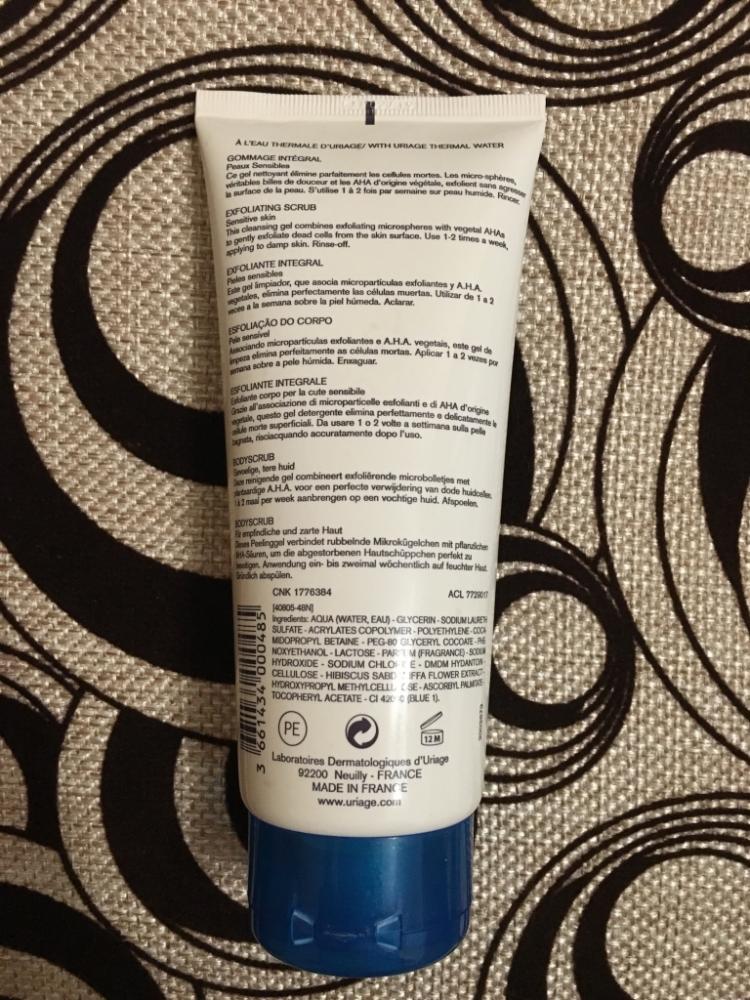 À L'EAU THERMALE D'URIAGE/ WITH URIAGE THERMAL WATER
GOMMAGE INTÉGRAL
Peaux Sensibles
Ce gel nettoyant élimine parfaitement les cellules mortes. Les micro-sphères,
véritables billes de douceur et les AHA d'origine végétale, exfolient sans agresser
la surface de la peau. S'utilise 1 à 2 fois par semaine sur peau humide. Rincer.
EXFOLIATING SCRUB
Sensitive skin
This cleansing gel combines exfoliating microspheres with vegetal AHAs
to gently exfoliate dead cells from the skin surface. Use 1-2 times a week,
applying to damp skin. Rinse-off.
EXFOLIANTE INTEGRAL
Pieles sensibles
Este gel limpiador, que asocia micropartículas exfoliantes y A.H.A.
vegetales, elimina perfectamente las células muertas. Utilizar de 1 a 2
veces a la semana sobre la piel húmeda. Aclarar.
ESFOLIAÇÃO DO CORPO
Pele sensível
Associando micropartículas exfoliantes e A.H.A. vegetais, este gel de
limpeza elimina perfeitamente as células mortas. Aplicar 1 a 2 vezes por
semana sobre a pele húmida. Enxaguar.
ESFOLIANTE INTEGRALE
Esfoliante corpo per la cute sensibile
Grazie all'associazione di microparticelle esfolianti e di AHA d'origine
vegetale, questo gel detergente elimina perfettamente e delicatamente le
cellule morte superficiali. Da usare 1 o 2 volte a settimana sulla pelle
bagnata, risciacquando accuratamente dopo l'uso.
BODYSCRUB
Gevoelige, tere huid
Deze reinigende gel combineert exfoliërende microbolletjes met
plantaardige A.H.A. voor een perfecte verwijdering van dode huidcellen.
1 à 2 maal per week aanbrengen op een vochtige huid. Afspoelen.
BODYSCRUB
Für empfindliche und zarte Haut
Dieses Peelinggel verbindet rubbelnde Mikrokügelchen mit pflanzlichen
AHA-Säuren, um die abgestorbenen Hautschüppchen perfekt zu
beseitigen. Anwendung ein- bis zweimal wöchentlich auf feuchter Haut.
Gründlich abspülen.
CNK 1776384 ACL 7729017
[40805-4BN]
Ingredients: AQUA (WATER, EAU) - GLYCERIN - SODIUM LAURETH
SULFATE - ACRYLATES COPOLYMER - POLYETHYLENE - COCA
MIDOPROPYL BETAINE - PEG-80 GLYCERYL COCOATE - PHE
NOXYETHANOL - LACTOSE - PARFUM (FRAGRANCE) - SODIUM
HYDROXIDE - SODIUM CHLORIDE - DMDM HYDANTOIN -
CELLULOSE - HIBISCUS SABDARIFFA FLOWER EXTRACT -
HYDROXYPROPYL METHYLCELLULOSE - ASCORBYL PALMITATE -
TOCOPHERYL ACETATE - CI 42090 (BLUE 1).
3 661434 000485
PE
12 M
Laboratoires Dermatologiques d'Uriage
92200 Neuilly - FRANCE
MADE IN FRANCE
www.uriage.com